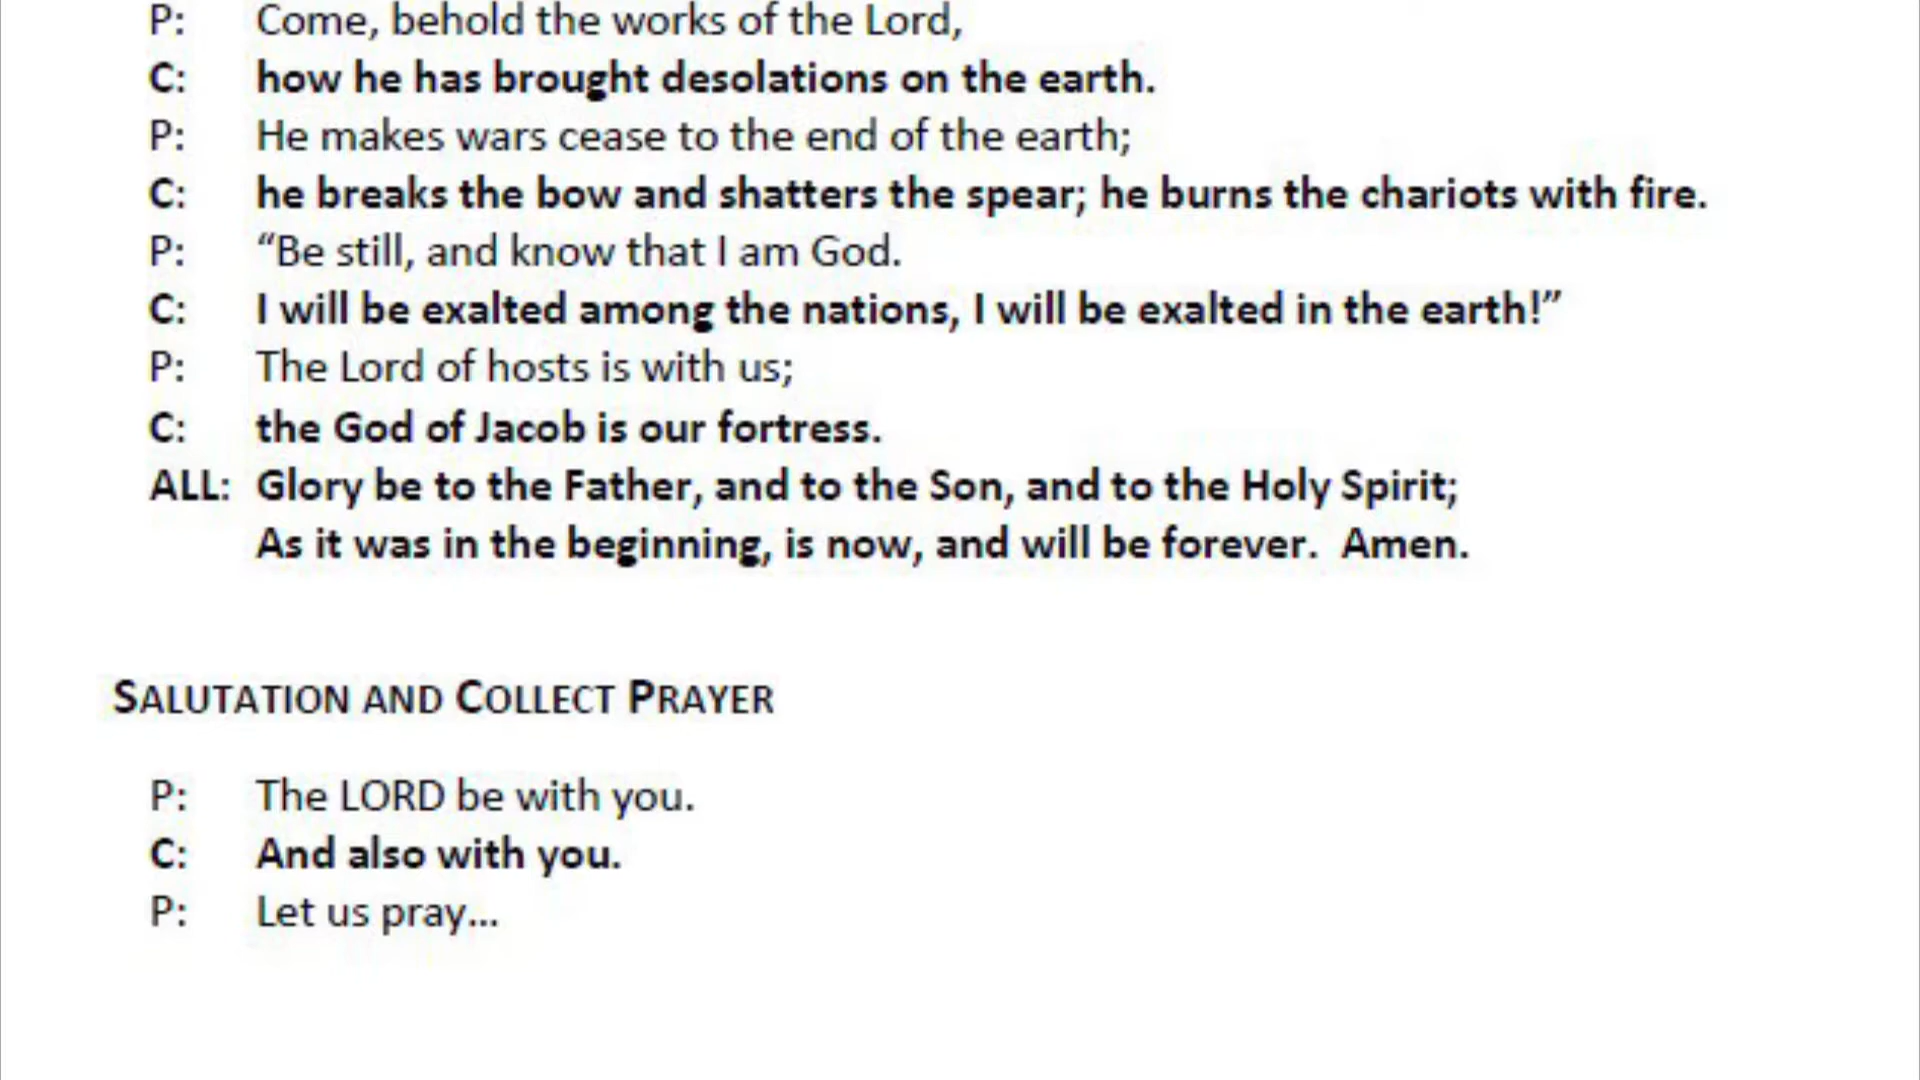 P: Come, behold the works of the Lord,
C: how he has brought desolations on the earth.
P: He makes wars cease to the end of the earth;
C: he breaks the bow and shatters the spear; he burns the chariots with fire.
P: “Be still, and know that I am God.
C: I will be exalted among the nations, I will be exalted in the earth!”
P: The Lord of hosts is with us;
C: the God of Jacob is our fortress.
ALL: Glory be to the Father, and to the Son, and to the Holy Spirit;
As it was in the beginning, is now, and will be forever. Amen.
SALUTATION AND COLLECT PRAYER
P: The LORD be with you.
C: And also with you.
P: Let us pray...